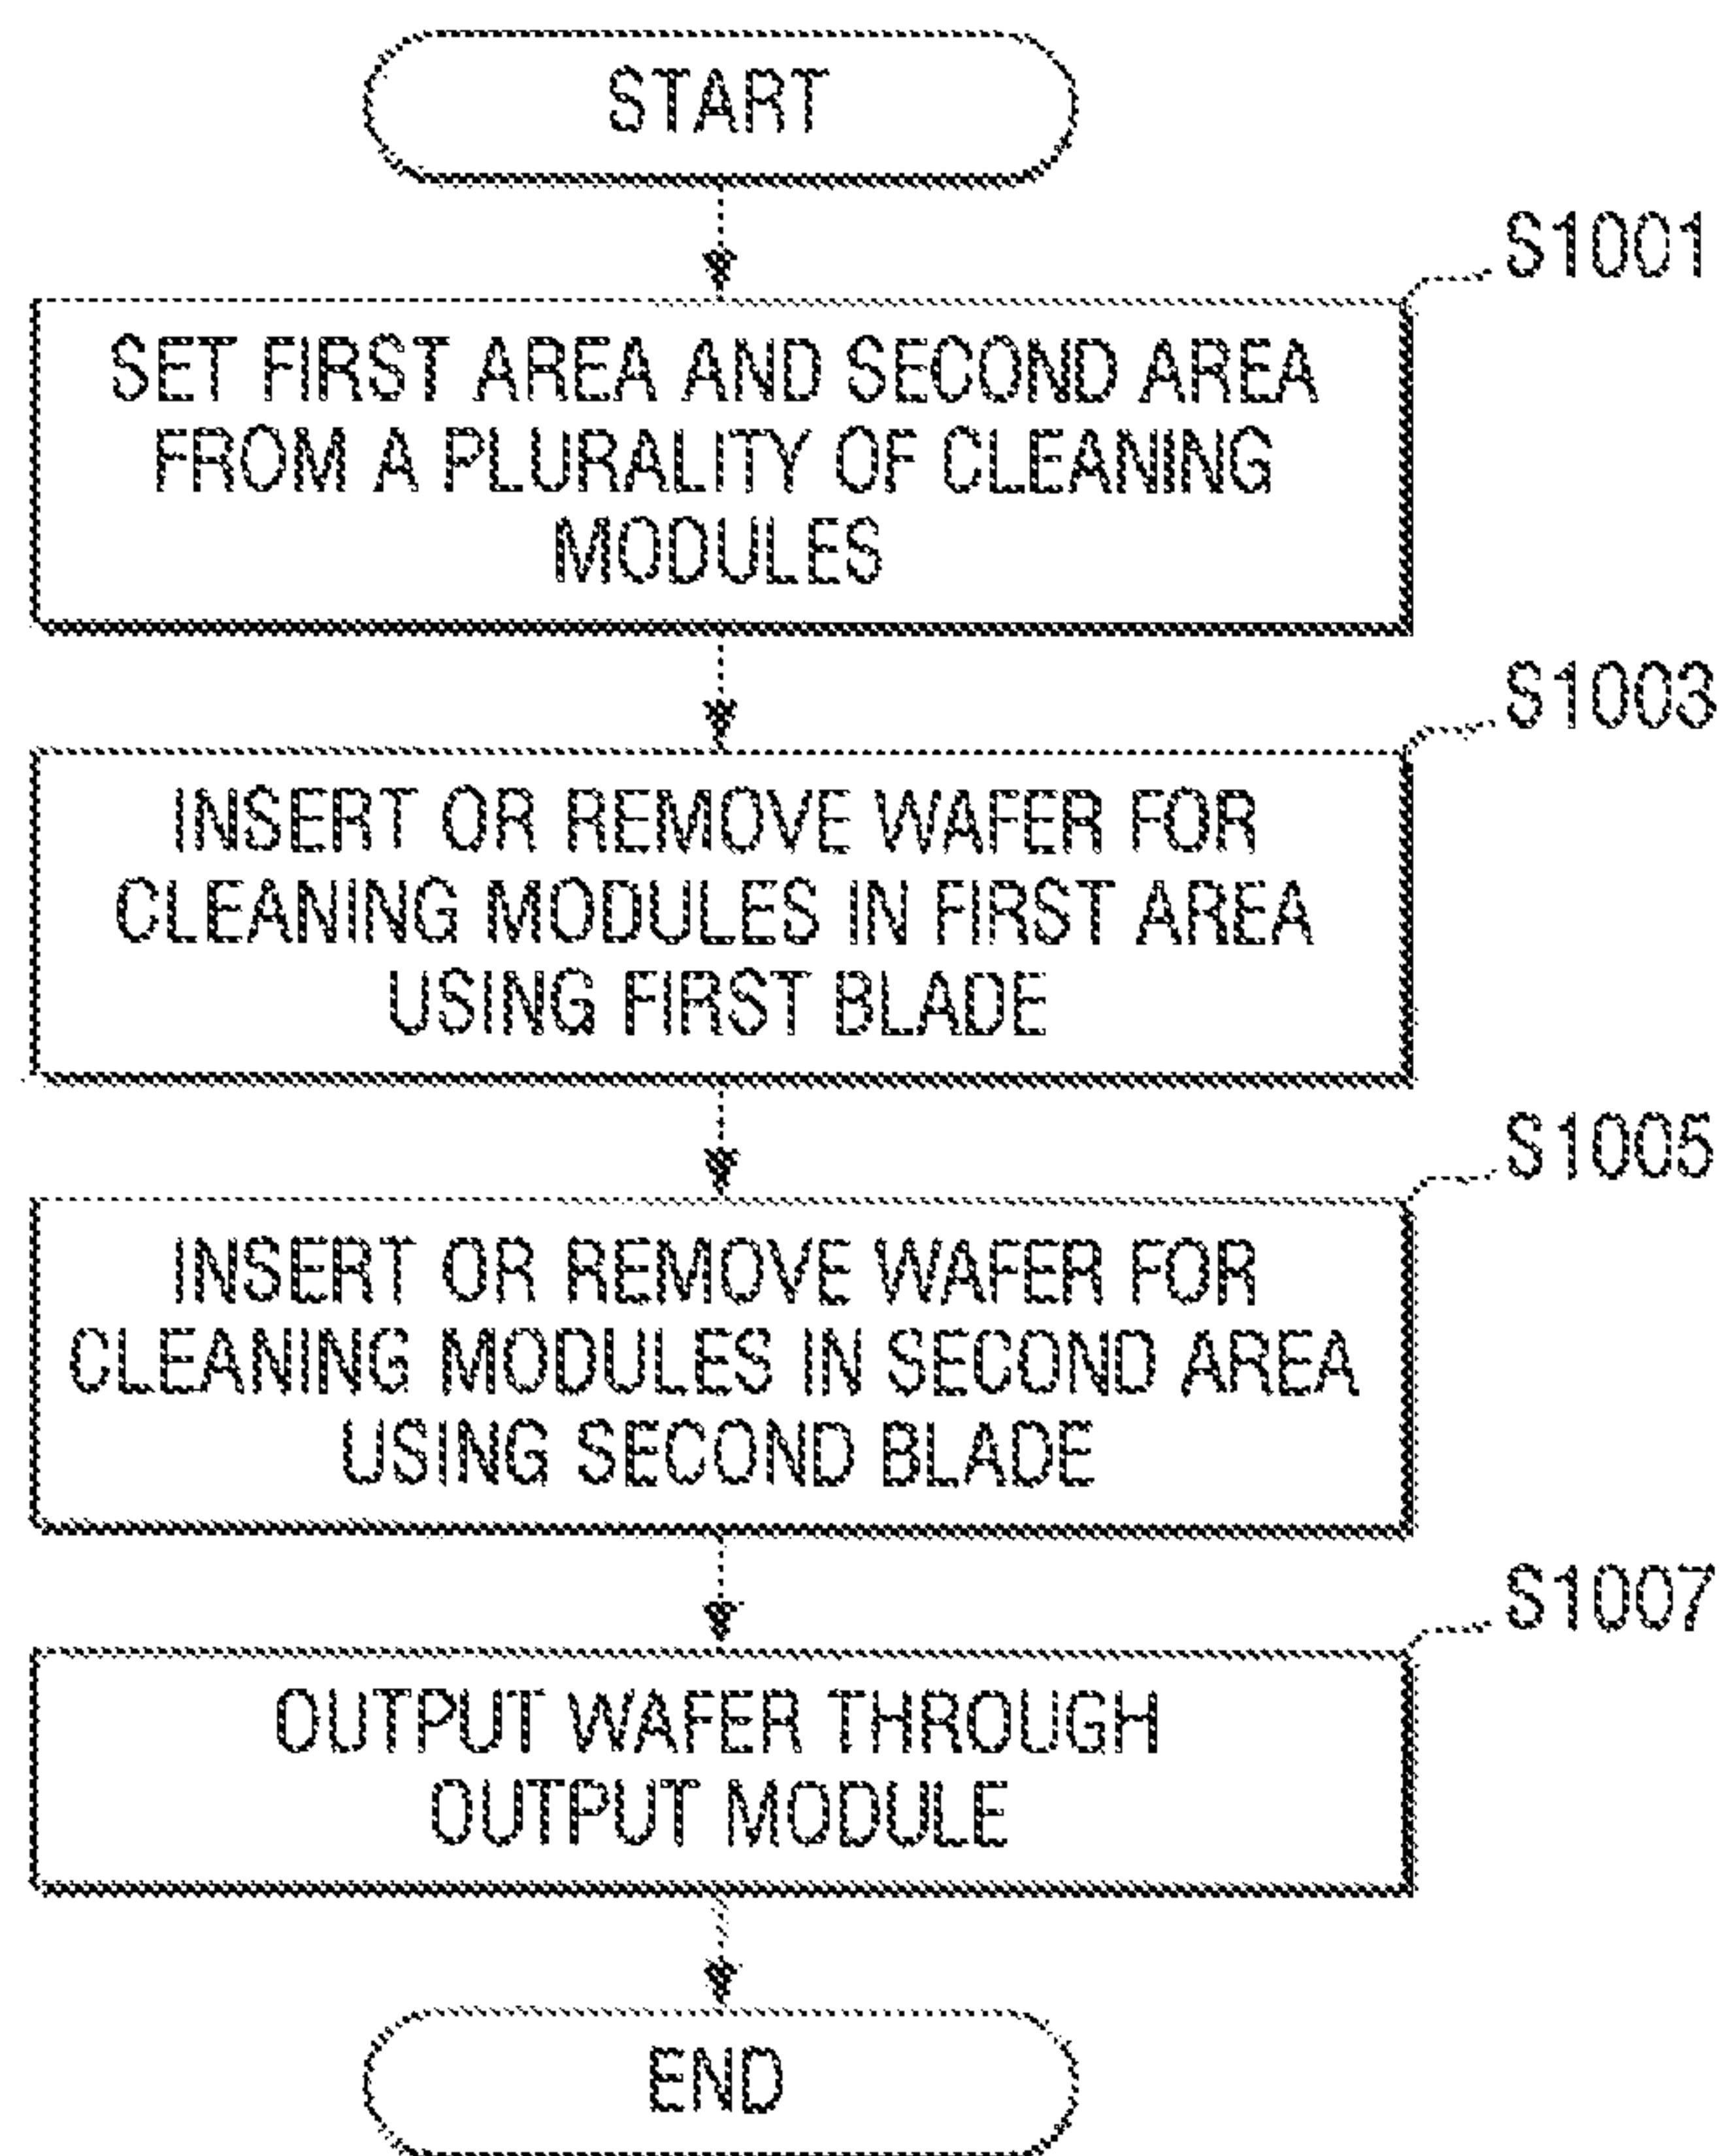 START
S1001
SET FIRST AREA AND SECOND AREA
FROM A PLURALITY OF CLEANING
MODULES
S1003
INSERT OR REMOVE WAFER FOR
CLEANING MODULES IN FIRST AREA
USING FIRST BLADE
S1005
INSERT OR REMOVE WAFER FOR
CLEANING MODULES IN SECOND AREA
USING SECOND BLADE
S1007
OUTPUT WAFER THROUGH
OUTPUT MODULE
END